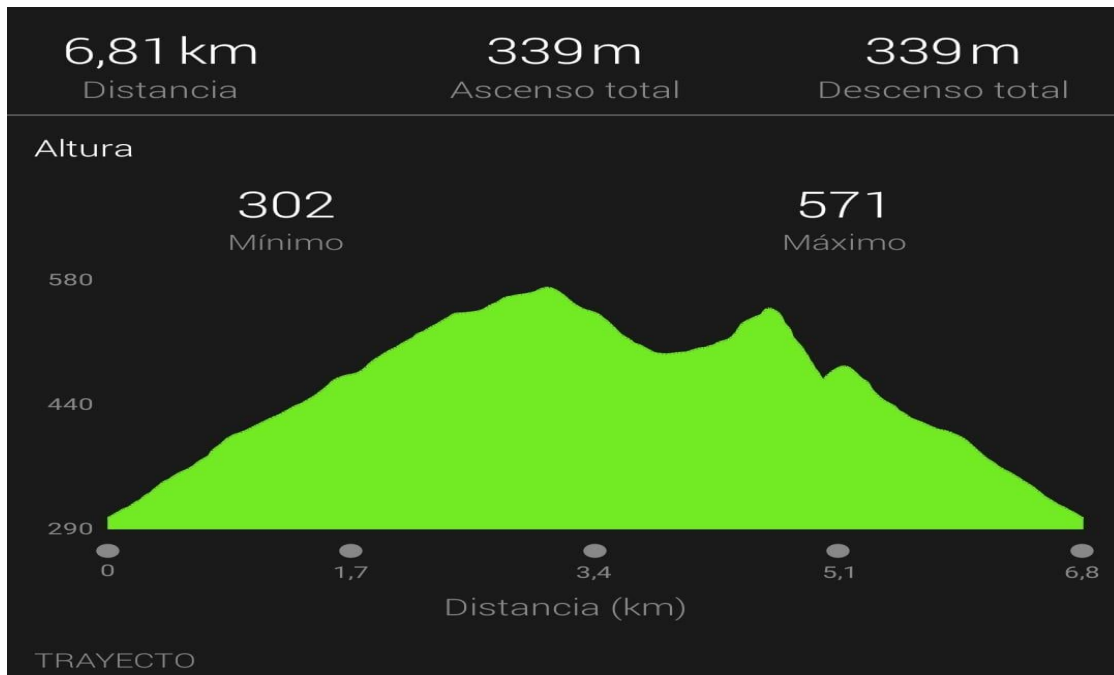 6,81 km 339 m 339 m
Distancia Ascenso total Descenso total
Altura
302 571
Mínimo Máximo
580
440
290
0 1,7 3,4 5,1 6,8
Distancia (km)
TRAYECTO